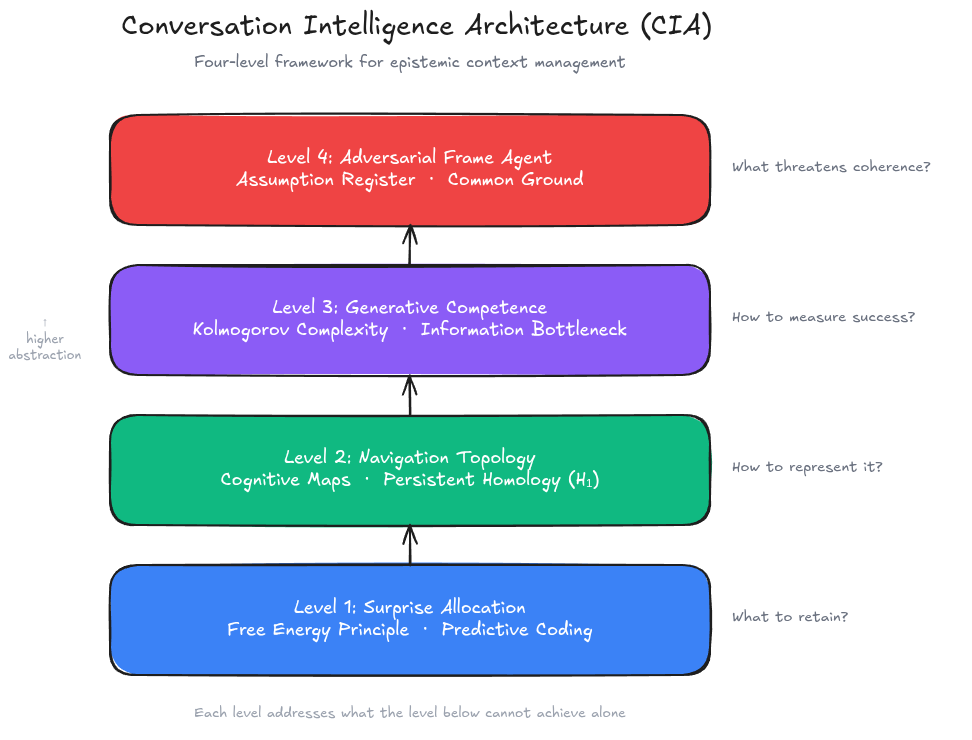 Conversation Intelligence Architecture (CIA)
Four-level framework for epistemic context management
Level 4: Adversarial Frame Agent
Assumption Register · Common Ground
What threatens coherence?
Level 3: Generative Competence
Kolmogorov Complexity · Information Bottleneck
How to measure success?
↑
higher
abstraction
Level 2: Navigation Topology
Cognitive Maps · Persistent Homology (H₁)
How to represent it?
Level 1: Surprise Allocation
Free Energy Principle · Predictive Coding
What to retain?
Each level addresses what the level below cannot achieve alone